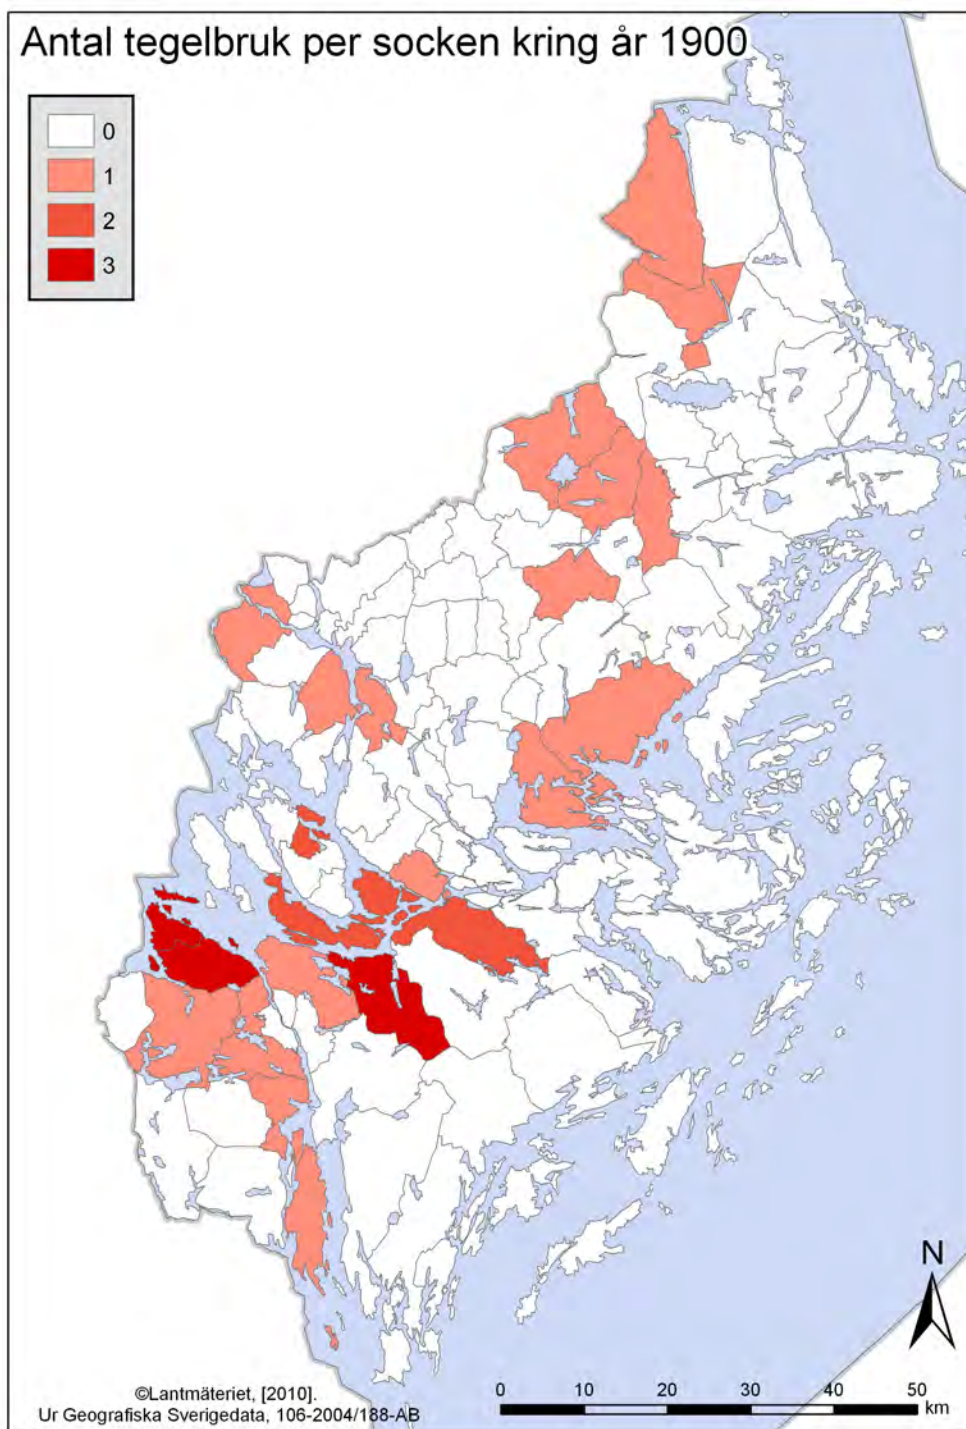 Antal tegelbruk per socken kring år 1900
0
1
2
3
N
©Lantmäteriet, [2010].
Ur Geografiska Sverigedata, 106-2004/188-AB
0 10 20 30 40 50
km